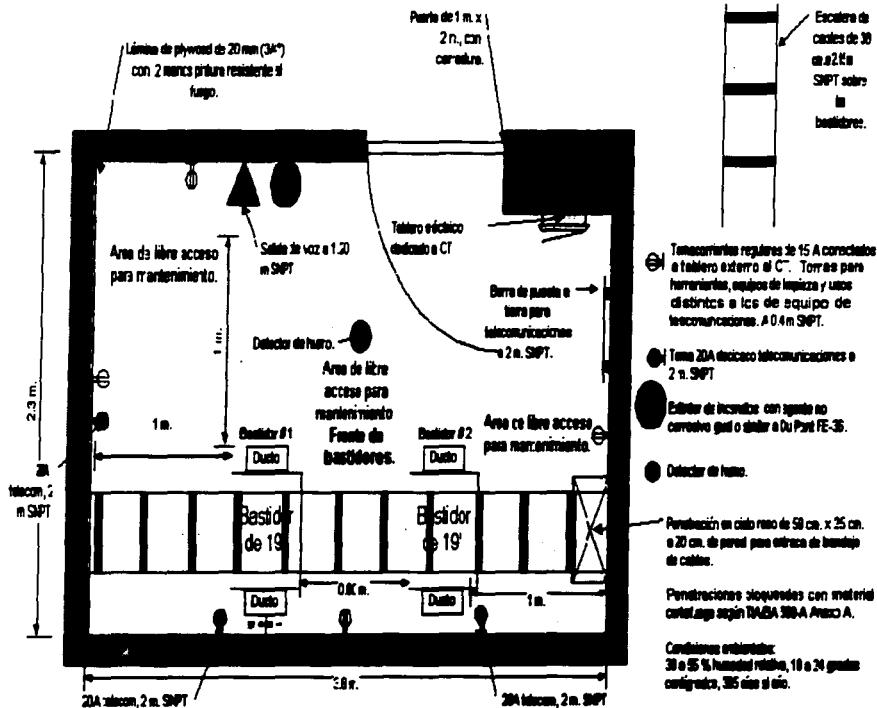 Puerta de 1 m. x
2 m., con
cerradura.
Lámina de plywood de 20 mm (3/4")
con 2 manos pintura resistente al
fuego.
Escalera de
cables de 30
SNPT sobre
bastidores.
Area de libre acceso
para mantenimiento.
Salida de voz a 1.20
m SNPT
Tablero eléctrico
dedicado a CT
Barra de puesta a
tierra para
telecomunicaciones
a 2 m. SNPT.
Detector de humo.
Area de libre
acceso para
mantenimiento
Frente de
bastidores.
Area de libre acceso
para mantenimiento.
1 m.
1 m.
2.3 m.
20A
telecom, 2
m SNPT
Bastidor #1
Ducto
Bastidor #2
Ducto
Bastidor
de 19'
Bastidor
de 19'
1 m.
Ducto
Ducto
20A telecom, 2 m. SNPT
20A telecom, 2 m. SNPT
Tomacorrientes regulares de 15 A conectados
a tablero externo al CT. Tomas para
herramientas, equipos de limpieza y usos
distintos a los de equipo de
telecomunicaciones. A 0.4 m SNPT.
Toma 20A dedicado telecomunicaciones a
2 m. SNPT
Extintor de incendios con agente no
corrosivo igual o similar a Du Pont FE-36.
Detector de humo.
Penetración en cielo raso de 50 cm. x 25 cm.
a 20 cm. de pared para entrada de bandeja
de cables.
Penetraciones bloqueadas con material
cortafuego según TIA/EIA 569-A Anexo A.
Condiciones ambientales:
30 a 55 % humedad relativa, 18 a 24 grados
centígrados, 365 días al año.